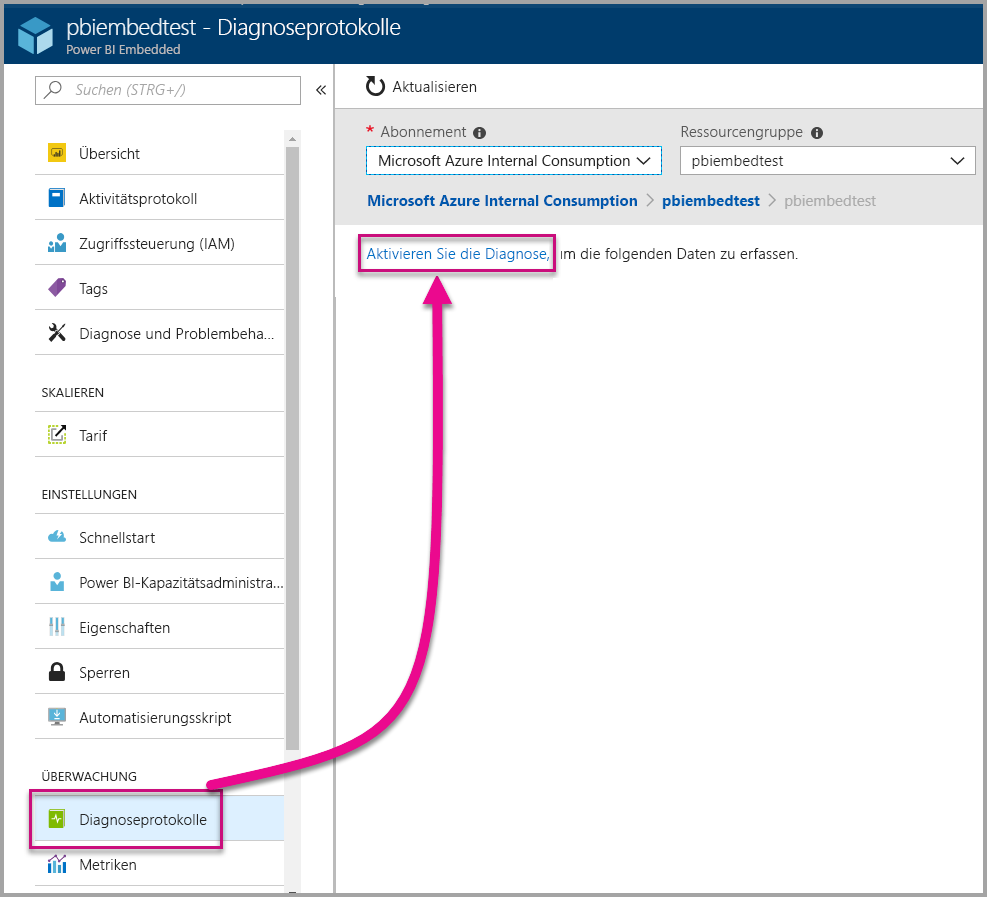 pbiembedtest - Diagnoseprotokolle
Power BI Embedded
Suchen (STRG+/)
«
Übersicht
Aktivitätsprotokoll
Zugriffssteuerung (IAM)
Tags
Diagnose und Problembeha...
SKALIEREN
Tarif
EINSTELLUNGEN
Schnellstart
Power BI-Kapazitätsadministra...
Eigenschaften
Sperren
Automatisierungsskript
ÜBERWACHUNG
Diagnoseprotokolle
Metriken
Aktualisieren
* Abonnement
Ressourcengruppe
Microsoft Azure Internal Consumption
pbiembedtest
Microsoft Azure Internal Consumption > pbiembedtest > pbiembedtest
Aktivieren Sie die Diagnose, um die folgenden Daten zu erfassen.